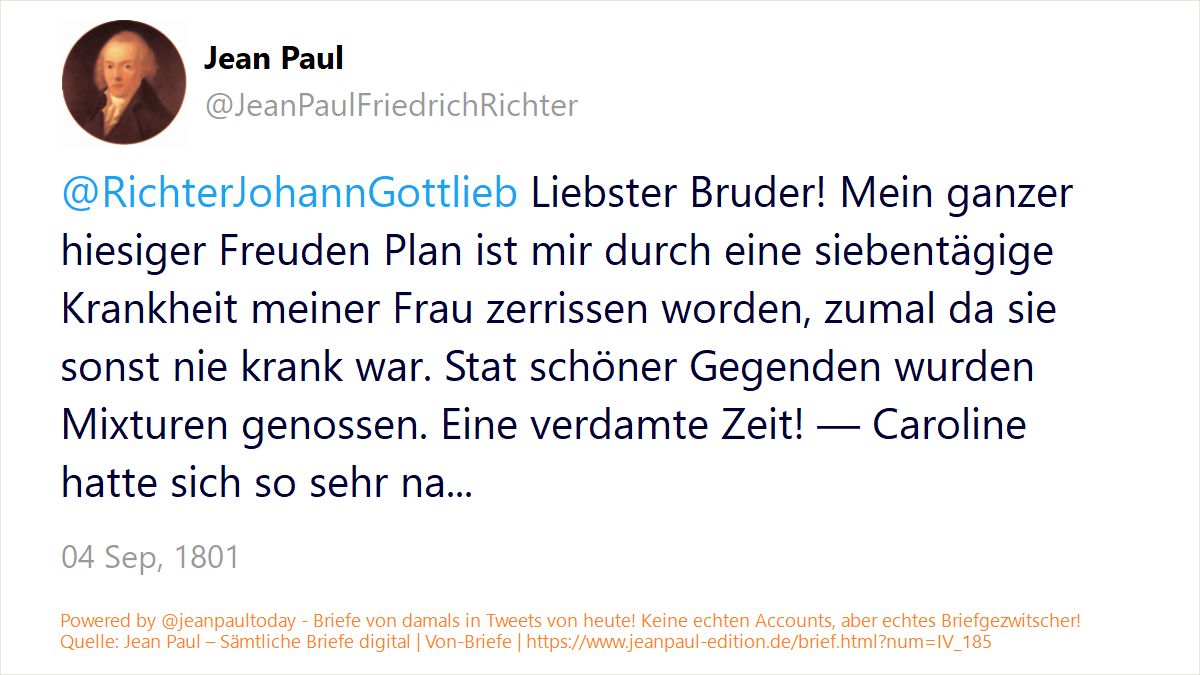 Jean Paul
@JeanPaulFriedrichRichter
@RichterJohannGottlieb Liebster Bruder! Mein ganzer
hiesiger Freuden Plan ist mir durch eine siebentägige
Krankheit meiner Frau zerrissen worden, zumal da sie
sonst nie krank war. Stat schöner Gegenden wurden
Mixturen genossen. Eine verdamte Zeit! — Caroline
hatte sich so sehr na...
04 Sep, 1801
Powered by @jeanpaultoday - Briefe von damals in Tweets von heute! Keine echten Accounts, aber echtes Briefgezwitscher!
Quelle: Jean Paul – Sämtliche Briefe digital | Von-Briefe | https://www.jeanpaul-edition.de/brief.html?num=IV_185